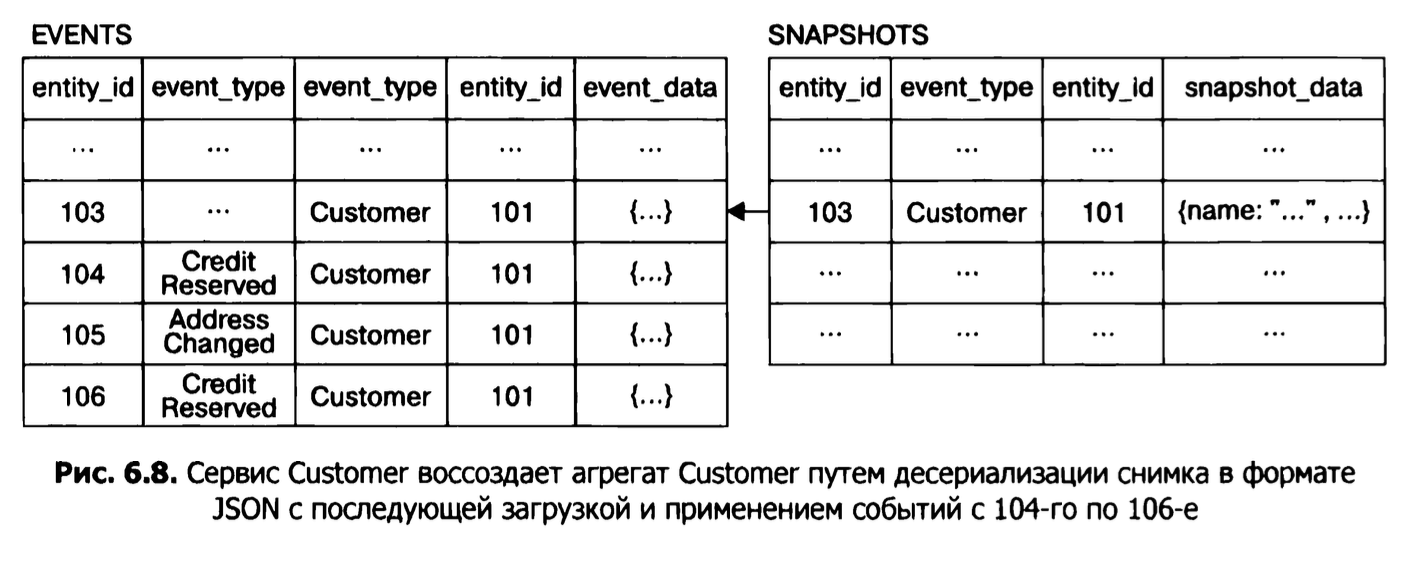 EVENTS
entity_id event_type event_type entity_id event_data
... ... ... ... ...
103 ... Customer 101 {...}
104 Credit Reserved Customer 101 {...}
105 Address Changed Customer 101 {...}
106 Credit Reserved Customer 101 {...}
SNAPSHOTS
entity_id event_type entity_id snapshot_data
... ... ... ...
103 Customer 101 {name: "..." , ...}
... ... ... ...
... ... ... ...
Рис. 6.8. Сервис Customer воссоздает агрегат Customer путем десериализации снимка в формате
JSON с последующей загрузкой и применением событий с 104-го по 106-е